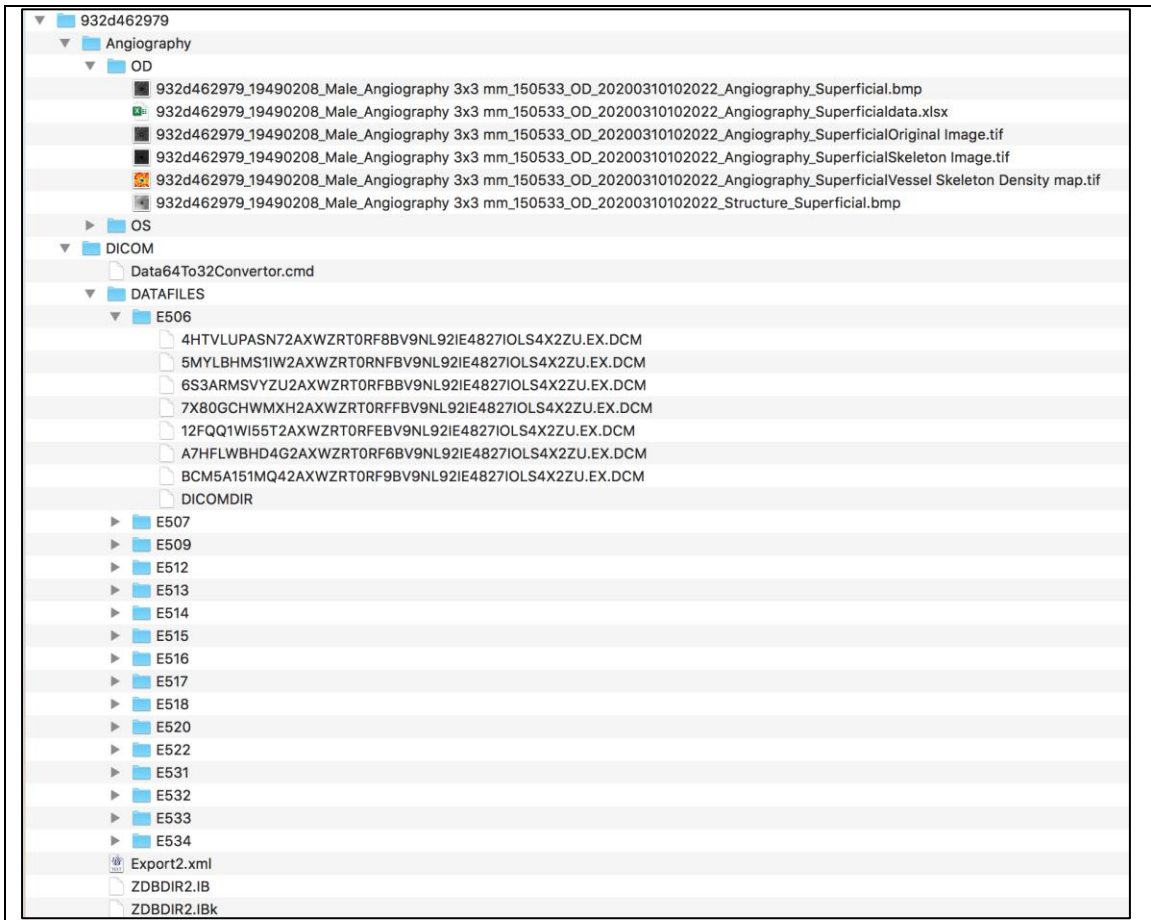 932d462979
Angiography
OD
932d462979_19490208_Male_Angiography 3x3 mm_150533_OD_20200310102022_Angiography_Superficial.bmp
932d462979_19490208_Male_Angiography 3x3 mm_150533_OD_20200310102022_Angiography_Superficialdata.xlsx
932d462979_19490208_Male_Angiography 3x3 mm_150533_OD_20200310102022_Angiography_SuperficialOriginal Image.tif
932d462979_19490208_Male_Angiography 3x3 mm_150533_OD_20200310102022_Angiography_SuperficialSkeleton Image.tif
932d462979_19490208_Male_Angiography 3x3 mm_150533_OD_20200310102022_Angiography_SuperficialVessel Skeleton Density map.tif
932d462979_19490208_Male_Angiography 3x3 mm_150533_OD_20200310102022_Structure_Superficial.bmp
OS
DICOM
Data64To32Convertor.cmd
DATAFILES
E506
4HTVLUPASN72AXWZRT0RF8BV9NL92IE4827IOLS4X2ZU.EX.DCM
5MYLBHMS1IW2AXWZRT0RNFBV9NL92IE4827IOLS4X2ZU.EX.DCM
6S3ARMSVYZU2AXWZRT0RFBBV9NL92IE4827IOLS4X2ZU.EX.DCM
7X80GCHWMXH2AXWZRT0RFFBV9NL92IE4827IOLS4X2ZU.EX.DCM
12FQQ1WI55T2AXWZRT0RFEBV9NL92IE4827IOLS4X2ZU.EX.DCM
A7HFLWBHD4G2AXWZRT0RF6BV9NL92IE4827IOLS4X2ZU.EX.DCM
BCM5A151MQ42AXWZRT0RF9BV9NL92IE4827IOLS4X2ZU.EX.DCM
DICOMDIR
E507
E509
E512
E513
E514
E515
E516
E517
E518
E520
E522
E531
E532
E533
E534
Export2.xml
ZDBDIR2.IB
ZDBDIR2.IBk